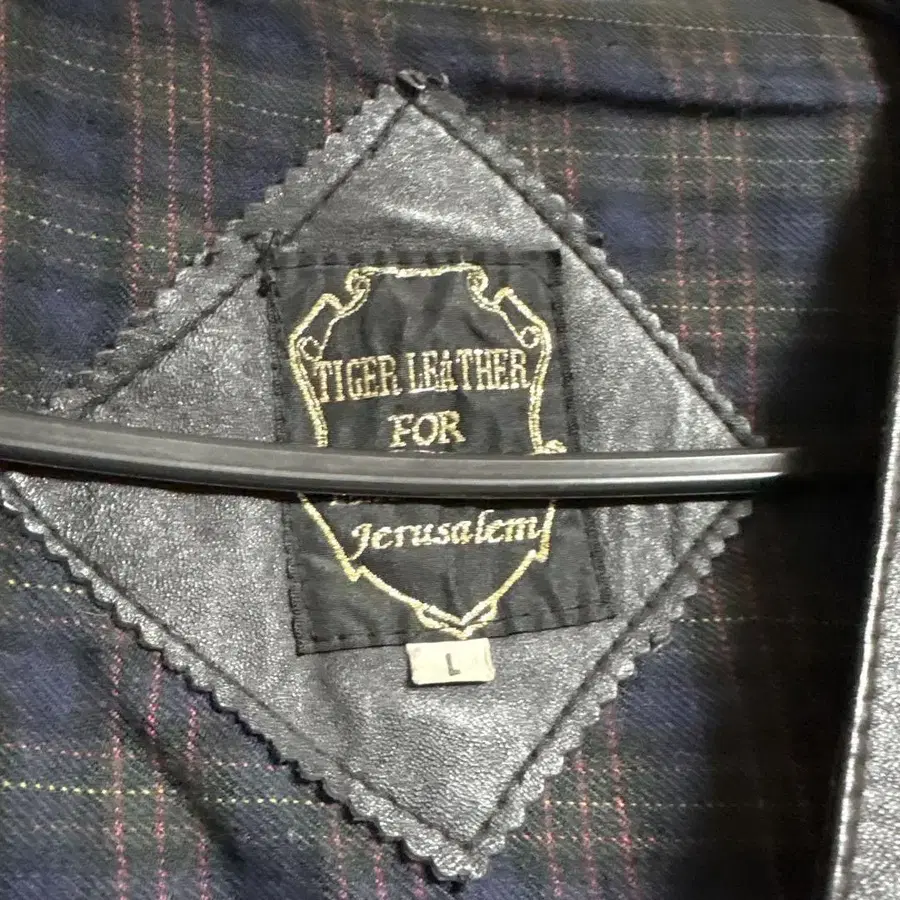 TIGER LEATHER
FOR
Jerusalem
L